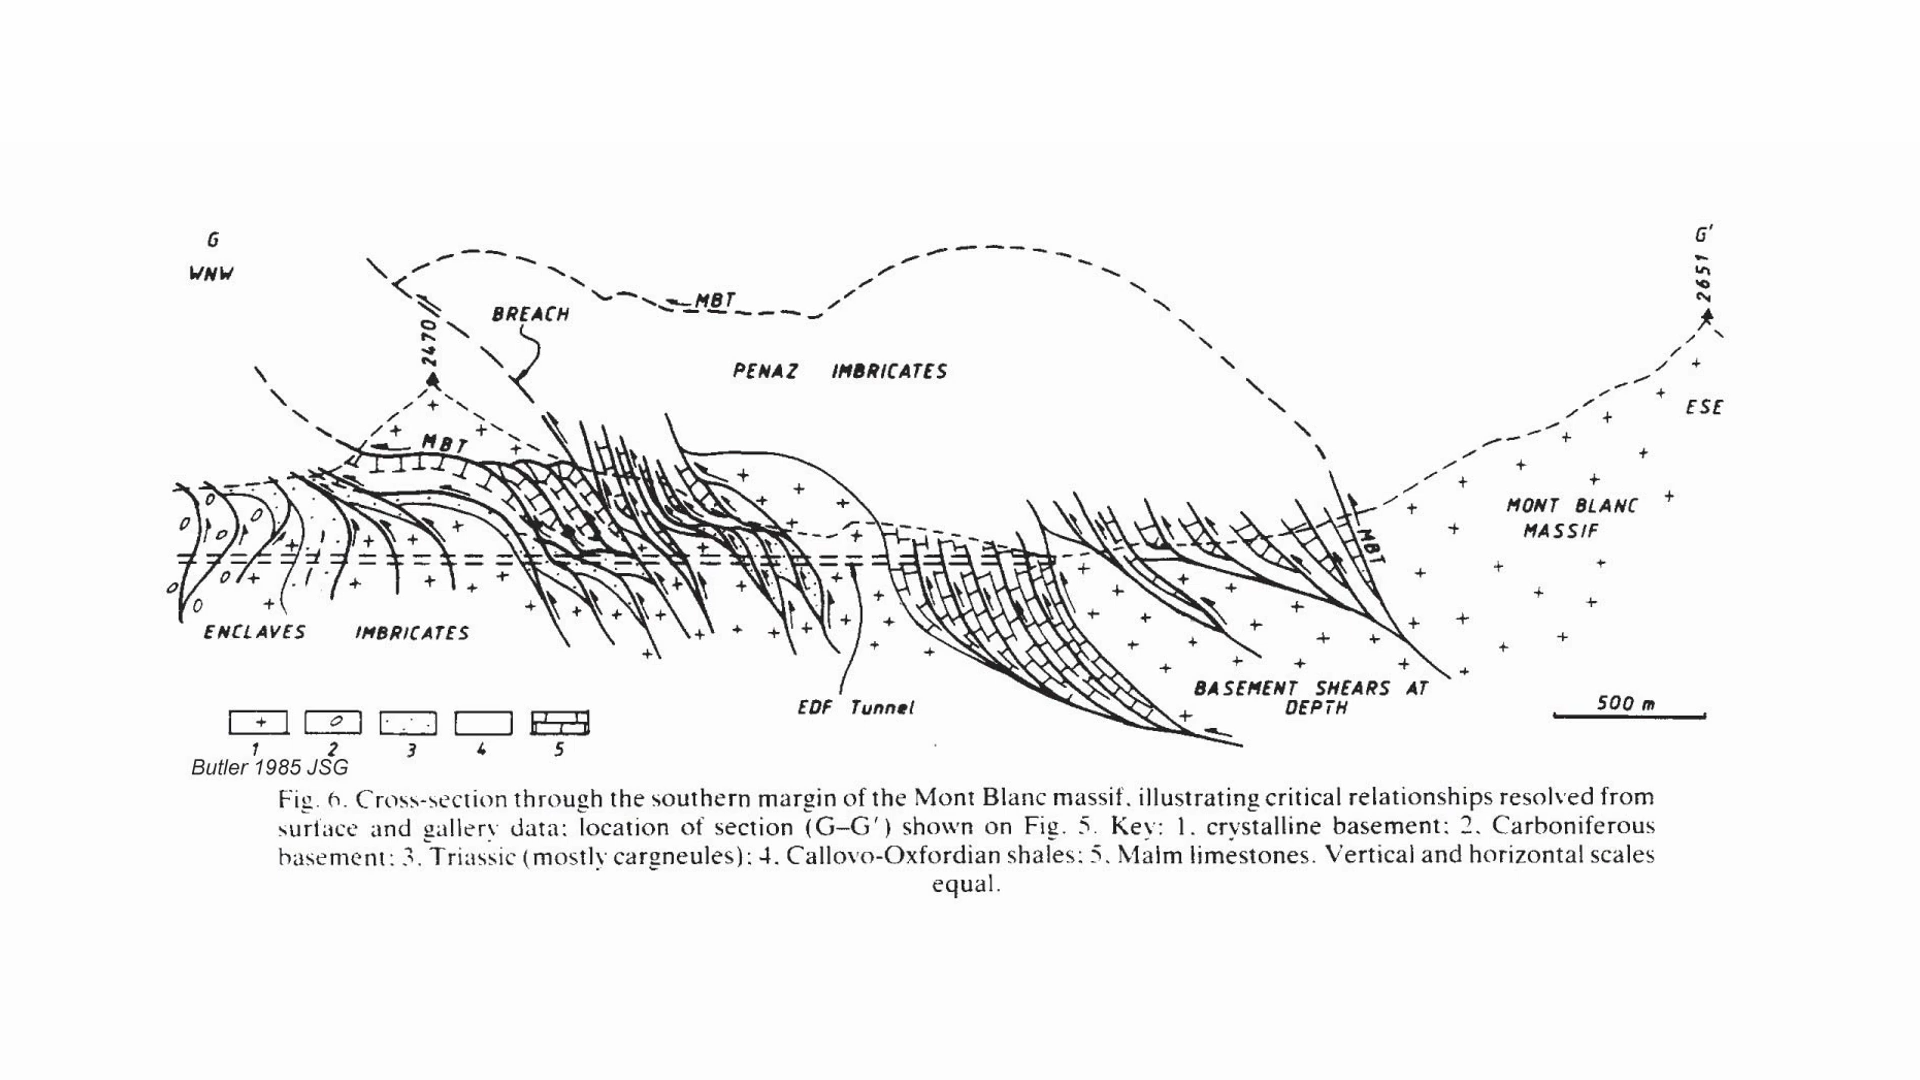 G
WNW
G'
2651
BREACH
MBT
2470
PENAZ IMBRICATES
ESE
MBT
MONT BLANC
MASSIF
MBT
ENCLAVES IMBRICATES
BASEMENT SHEARS AT
DEPTH
500 m
EDF Tunnel
1 2 3 4 5
Butler 1985 JSG
Fig. 6. Cross-section through the southern margin of the Mont Blanc massif, illustrating critical relationships resolved from
surface and gallery data; location of section (G–G′) shown on Fig. 5. Key: 1, crystalline basement; 2, Carboniferous
basement; 3, Triassic (mostly cargneules); 4, Callovo-Oxfordian shales; 5, Malm limestones. Vertical and horizontal scales
equal.